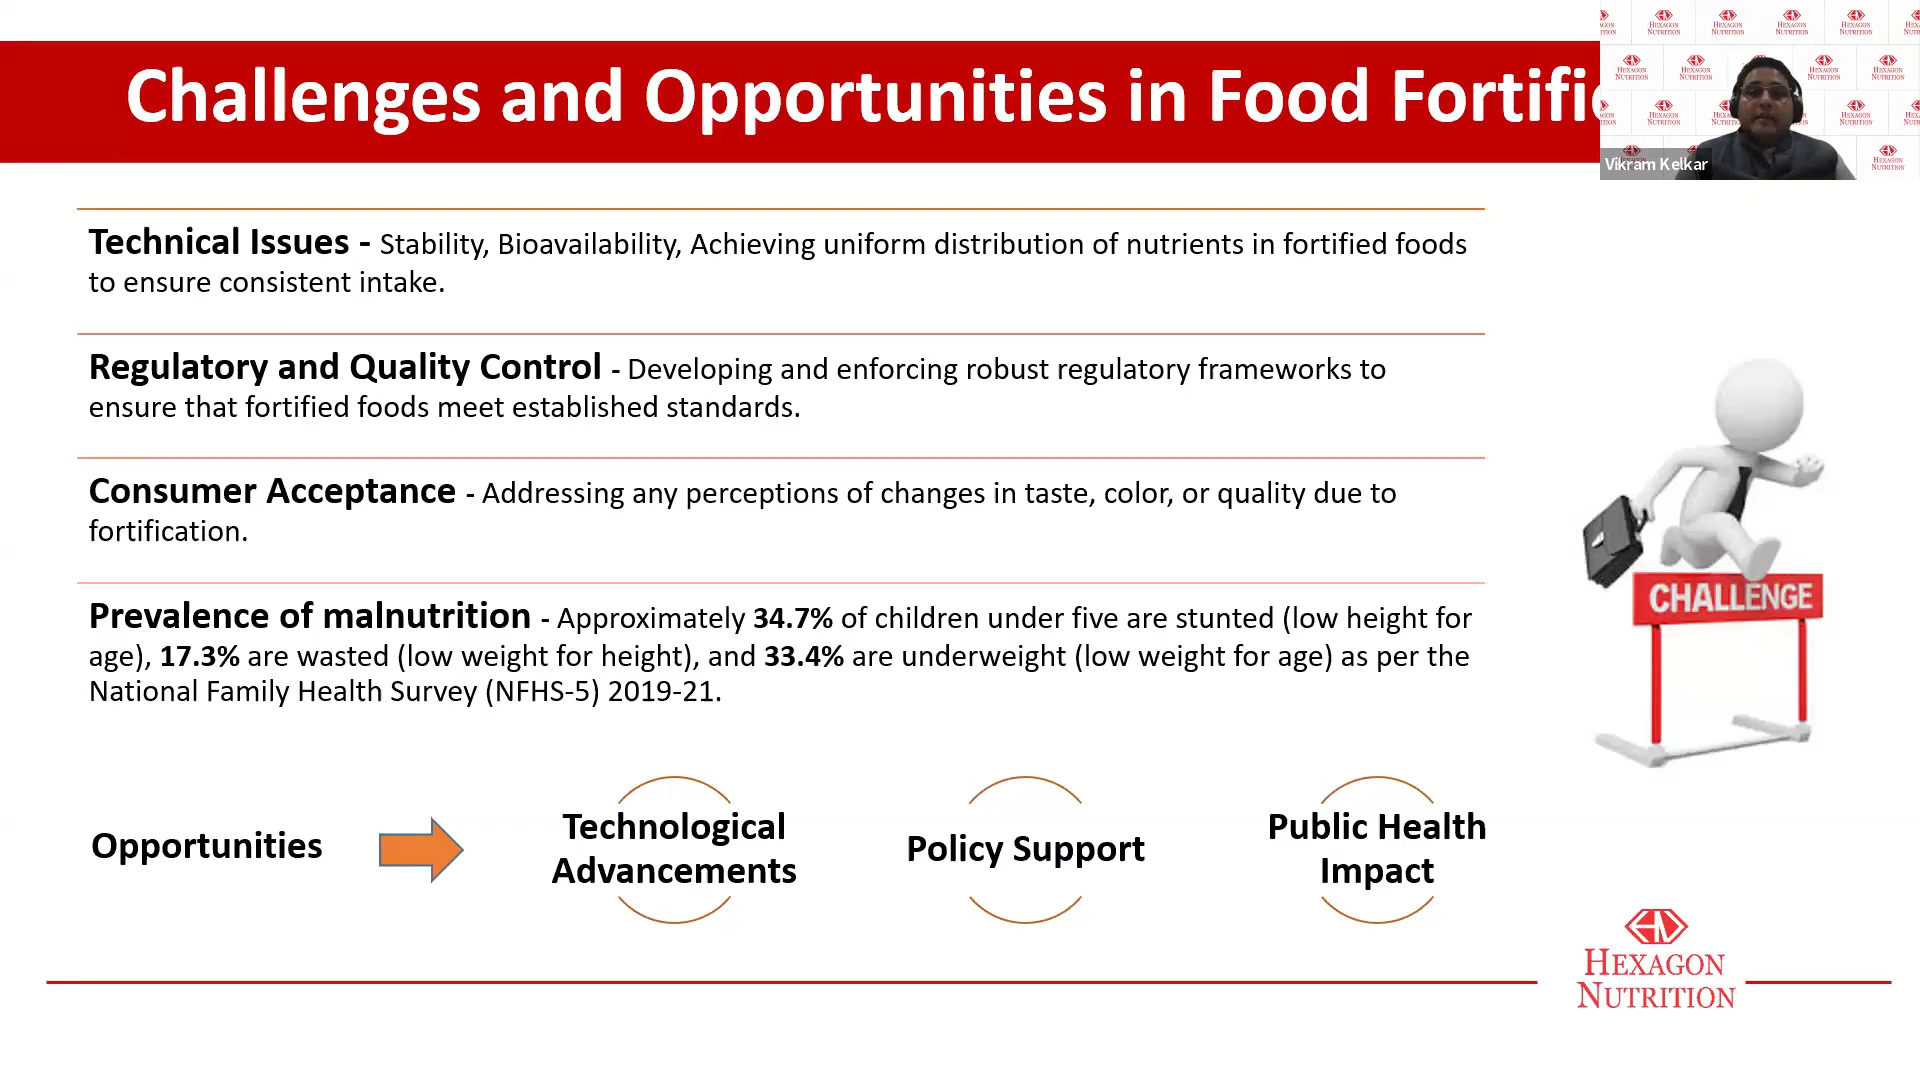 Challenges and Opportunities in Food Fortifi
HEXAGON NUTRITION
Vikram Kelkar
Technical Issues - Stability, Bioavailability, Achieving uniform distribution of nutrients in fortified foods
to ensure consistent intake.
Regulatory and Quality Control - Developing and enforcing robust regulatory frameworks to
ensure that fortified foods meet established standards.
Consumer Acceptance - Addressing any perceptions of changes in taste, color, or quality due to
fortification.
CHALLENGE
Prevalence of malnutrition - Approximately 34.7% of children under five are stunted (low height for
age), 17.3% are wasted (low weight for height), and 33.4% are underweight (low weight for age) as per the
National Family Health Survey (NFHS-5) 2019-21.
Opportunities
Technological
Advancements
Policy Support
Public Health
Impact
HEXAGON
NUTRITION